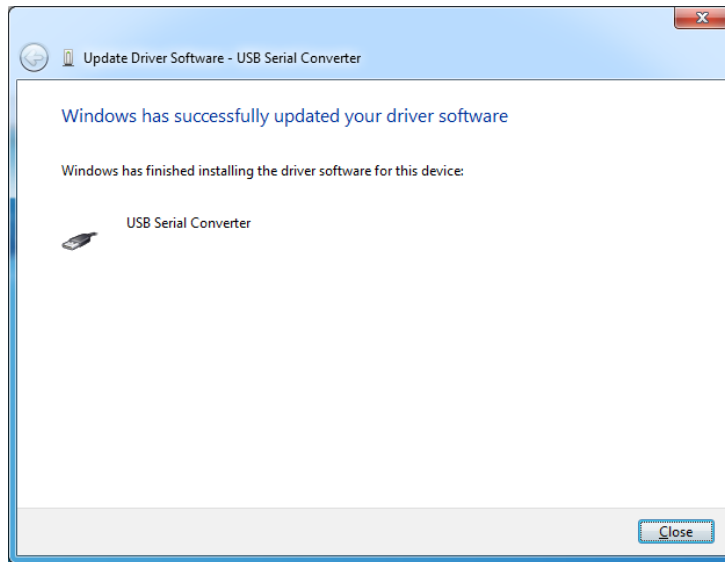 Update Driver Software - USB Serial Converter
Windows has successfully updated your driver software
Windows has finished installing the driver software for this device:
USB Serial Converter
Close